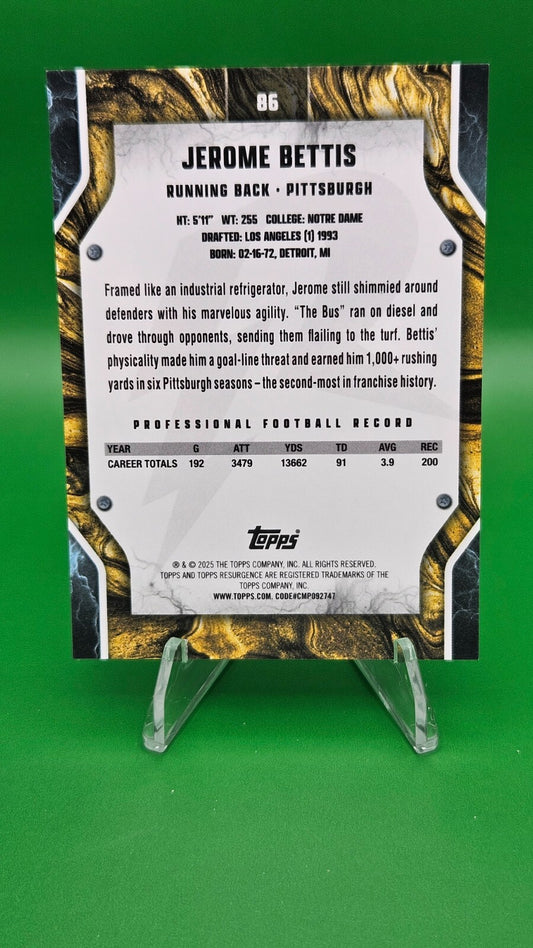 86
JEROME BETTIS
RUNNING BACK • PITTSBURGH
HT: 5'11" WT: 255 COLLEGE: NOTRE DAME
DRAFTED: LOS ANGELES (1) 1993
BORN: 02-16-72, DETROIT, MI
Framed like an industrial refrigerator, Jerome still shimmied around
defenders with his marvelous agility. “The Bus” ran on diesel and
drove through opponents, sending them flailing to the turf. Bettis’
physicality made him a goal-line threat and earned him 1,000+ rushing
yards in six Pittsburgh seasons – the second-most in franchise history.
PROFESSIONAL FOOTBALL RECORD
YEAR G ATT YDS TD AVG REC
CAREER TOTALS 192 3479 13662 91 3.9 200
Topps®
® & © 2025 THE TOPPS COMPANY, INC. ALL RIGHTS RESERVED.
TOPPS AND TOPPS RESURGENCE ARE REGISTERED TRADEMARKS OF THE
TOPPS COMPANY, INC.
WWW.TOPPS.COM. CODE#CMP092747